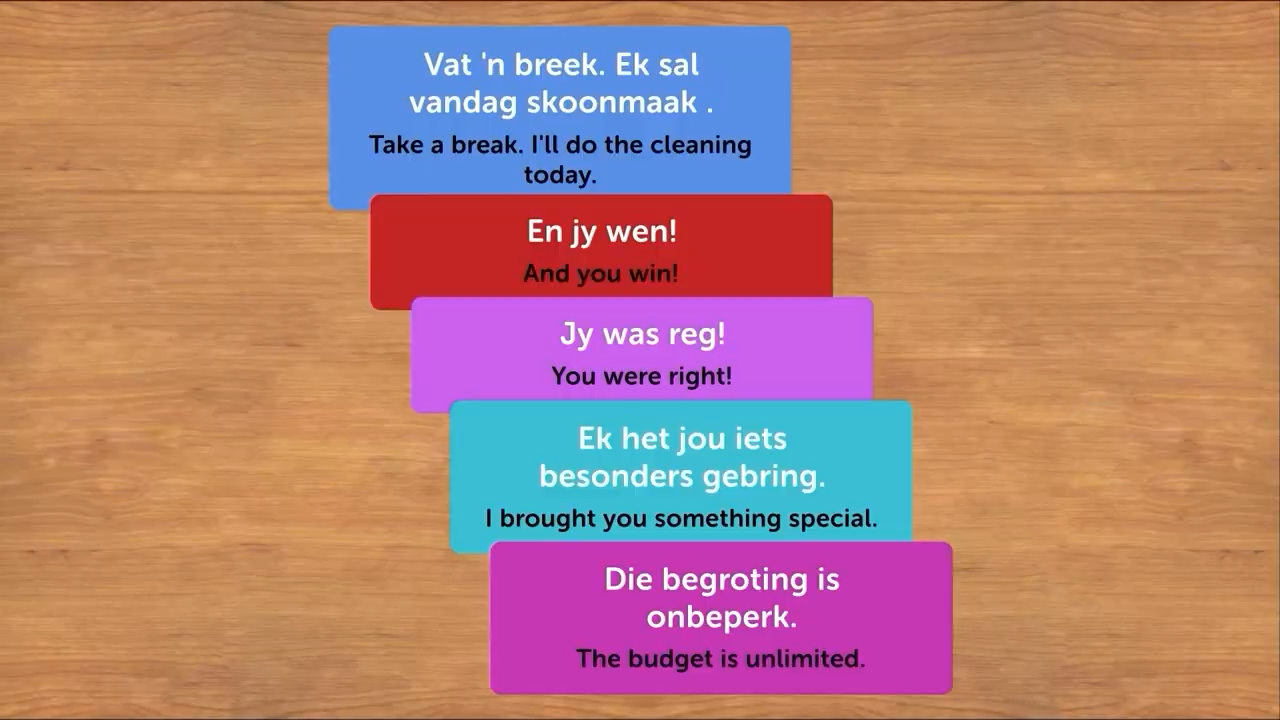 Vat 'n breek. Ek sal
vandag skoonmaak .
Take a break. I'll do the cleaning
today.
En jy wen!
And you win!
Jy was reg!
You were right!
Ek het jou iets
besonders gebring.
I brought you something special.
Die begroting is
onbeperk.
The budget is unlimited.